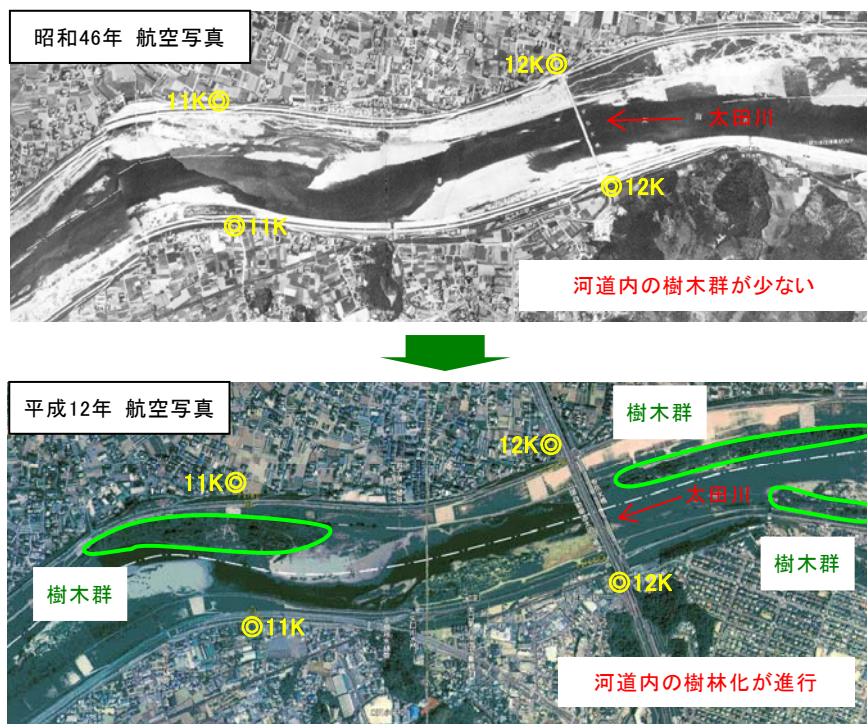 昭和46年 航空写真
12K◎
11K◎
太田川
◎12K
◎11K
河道内の樹木群が少ない
平成12年 航空写真
樹木群
12K◎
11K◎
太田川
樹木群
樹木群
◎12K
◎11K
河道内の樹林化が進行